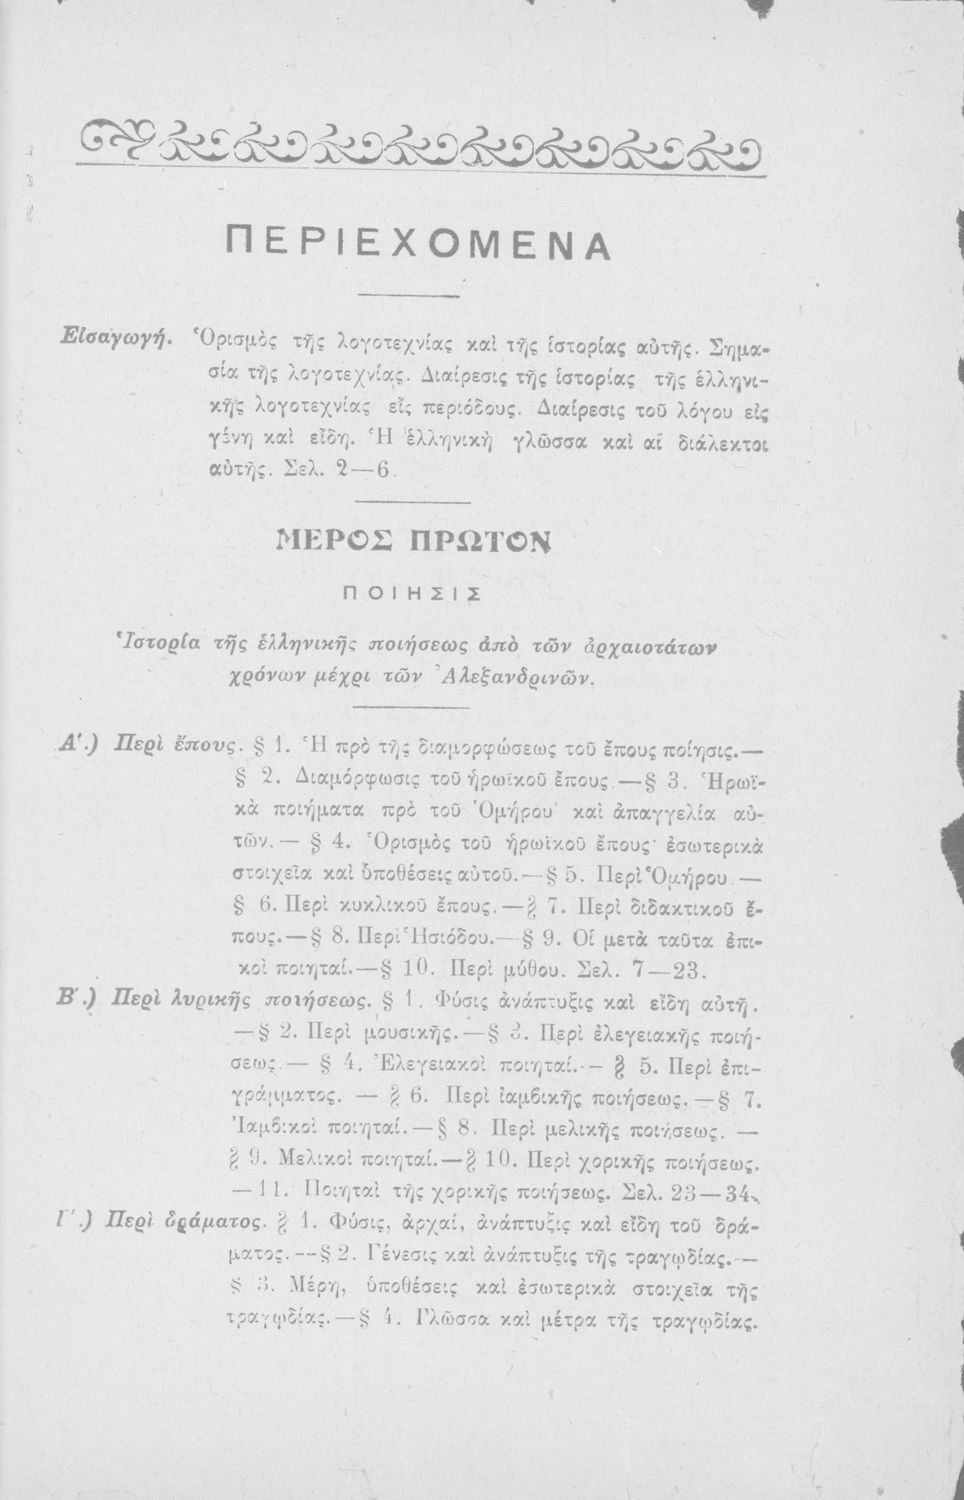 ΠΕΡΙΕΧΟΜΕΝΑ
Εἰσαγωγή. Ὁρισμὸς τῆς λογοτεχνίας καὶ τῆς ἱστορίας αὐτῆς. Σημα-
σία τῆς λογοτεχνίας. Διαίρεσις τῆς ἱστορίας τῆς ἑλληνι-
κῆς λογοτεχνίας εἰς περιόδους. Διαίρεσις τοῦ λόγου εἰς
γένη καὶ εἴδη. Ἡ ἑλληνικὴ γλῶσσα καὶ αἱ διάλεκτοι
αὐτῆς. Σελ. 2—6.
ΜΕΡΟΣ ΠΡΩΤΟΝ
ΠΟΙΗΣΙΣ
Ἱστορία τῆς ἑλληνικῆς ποιήσεως ἀπὸ τῶν ἀρχαιοτάτων
χρόνων μέχρι τῶν Ἀλεξανδρινῶν.
Α'.) Περὶ ἔπους. § 1. Ἡ πρὸ τῆς διαμορφώσεως τοῦ ἔπους ποίησις.—
§ 2. Διαμόρφωσις τοῦ ἡρωϊκοῦ ἔπους.—§ 3. Ἡρωϊ-
κὰ ποιήματα πρὸ τοῦ Ὁμήρου καὶ ἀπαγγελία αὐ-
τῶν.— § 4. Ὁρισμὸς τοῦ ἡρωϊκοῦ ἔπους· ἐσωτερικὰ
στοιχεῖα καὶ ὑποθέσεις αὐτοῦ.—§ 5. Περὶ Ὁμήρου.—
§ 6. Περὶ κυκλικοῦ ἔπους.—§ 7. Περὶ διδακτικοῦ ἔ-
πους.—§ 8. Περὶ Ἡσιόδου.—§ 9. Οἱ μετὰ ταῦτα ἐπι-
κοὶ ποιηταί.—§ 10. Περὶ μύθου. Σελ. 7—23.
Β'.) Περὶ λυρικῆς ποιήσεως. § 1. Φύσις ἀνάπτυξις καὶ εἴδη αὐτῆ.
—§ 2. Περὶ μουσικῆς.—§ 3. Περὶ ἐλεγειακῆς ποιή-
σεως.— § 4. Ἐλεγειακοὶ ποιηταί.— § 5. Περὶ ἐπι-
γράμματος. — § 6. Περὶ ἰαμβικῆς ποιήσεως.—§ 7.
Ἰαμβικοὶ ποιηταί.—§ 8. Περὶ μελικῆς ποιήσεως. —
§ 9. Μελικοὶ ποιηταί.—§ 10. Περὶ χορικῆς ποιήσεως.
—11. Ποιηταὶ τῆς χορικῆς ποιήσεως. Σελ. 23—34.
Γ'.) Περὶ δράματος. § 1. Φύσις, ἀρχαί, ἀνάπτυξις καὶ εἴδη τοῦ δρά-
ματος.—§ 2. Γένεσις καὶ ἀνάπτυξις τῆς τραγῳδίας.—
§ 3. Μέρη, ὑποθέσεις καὶ ἐσωτερικὰ στοιχεῖα τῆς
τραγῳδίας.—§ 4. Γλῶσσα καὶ μέτρα τῆς τραγῳδίας.